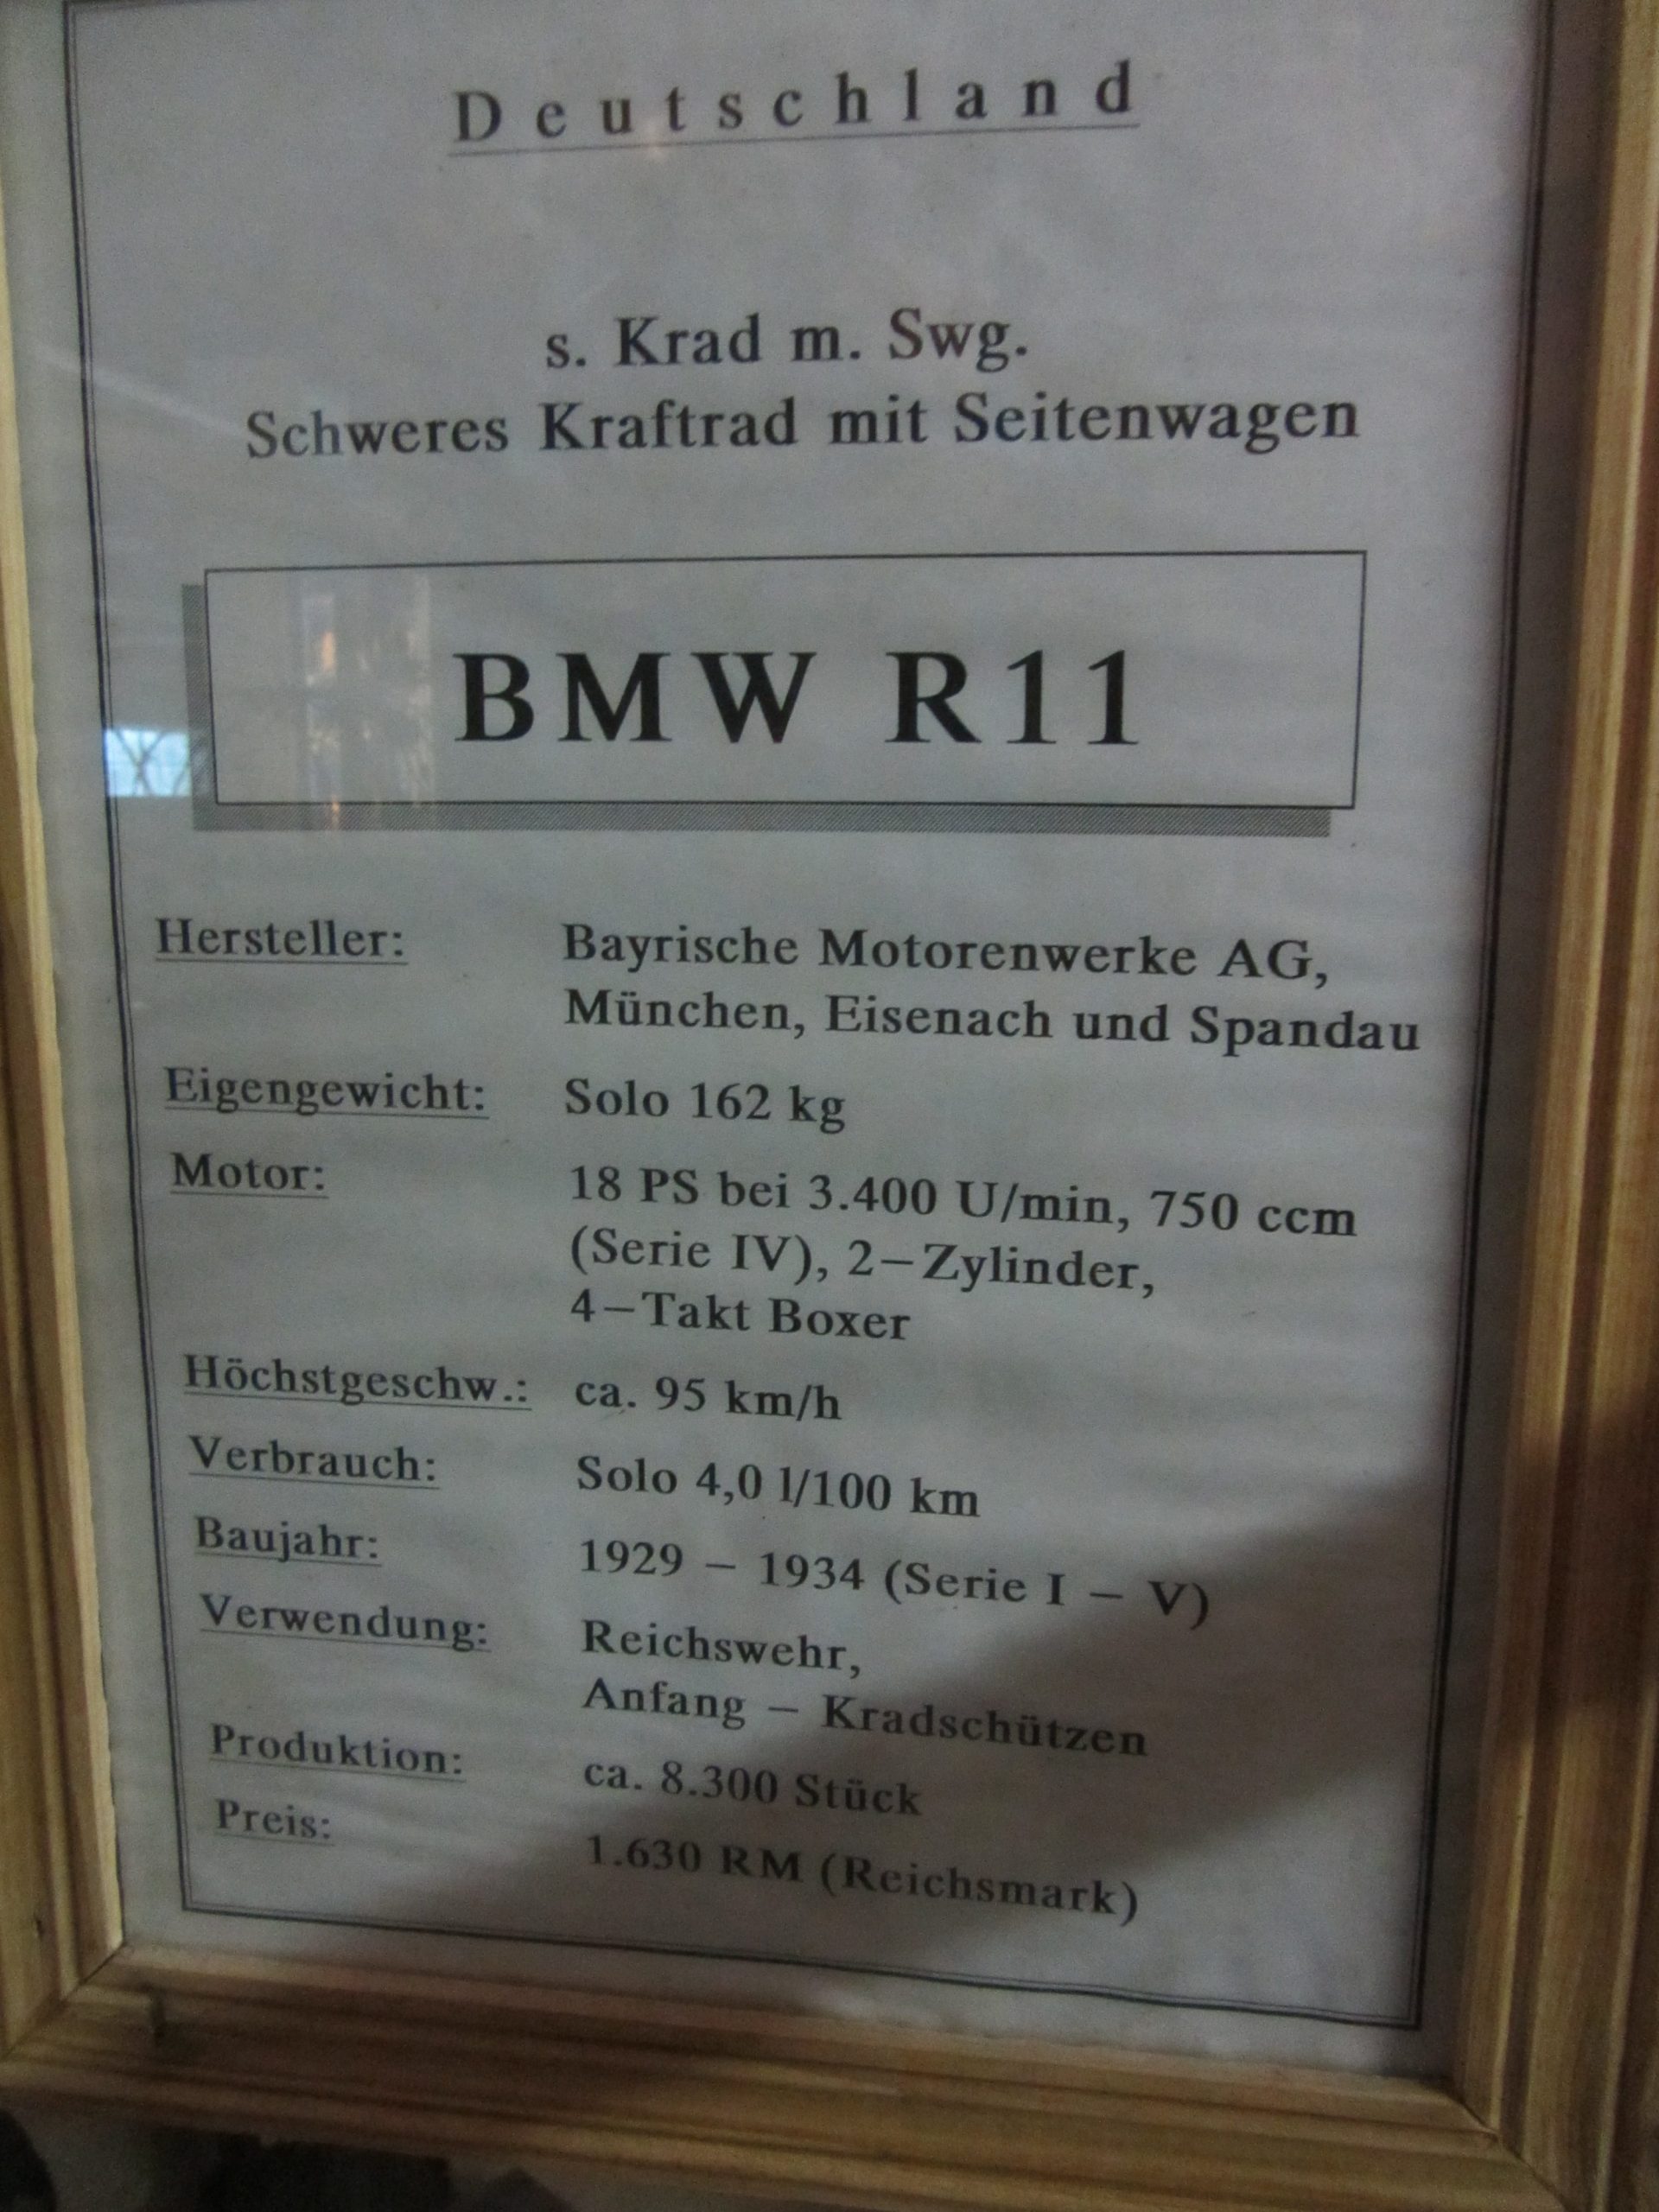 Deutschland
s. Krad m. Swg.
Schweres Kraftrad mit Seitenwagen
BMW R11
Hersteller: Bayrische Motorenwerke AG,
München, Eisenach und Spandau
Eigengewicht: Solo 162 kg
Motor: 18 PS bei 3.400 U/min, 750 ccm
(Serie IV), 2-Zylinder,
4-Takt Boxer
Höchstgeschw.: ca. 95 km/h
Verbrauch: Solo 4,0 l/100 km
Baujahr: 1929 - 1934 (Serie I - V)
Verwendung: Reichswehr,
Anfang - Kradschützen
Produktion: ca. 8.300 Stück
Preis: 1.630 RM (Reichsmark)